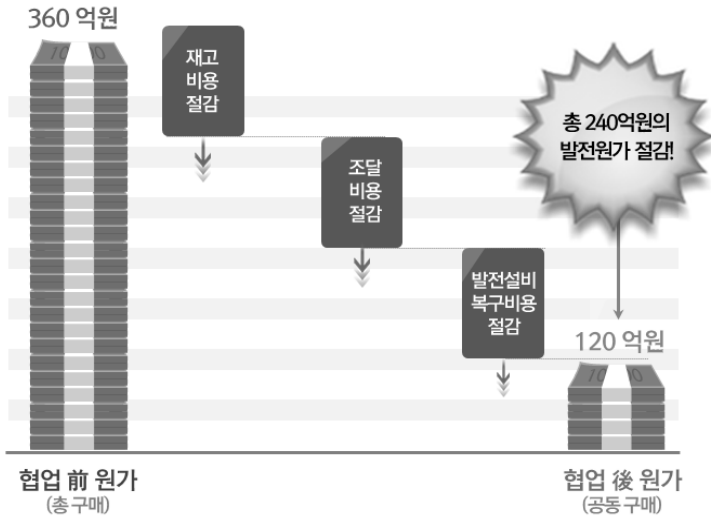 360 억원
재고
비용
절감
조달
비용
절감
발전설비
복구비용
절감
총 240억원의
발전원가 절감!
120 억원
협업 前 원가
(총 구매)
협업 後 원가
(공동 구매)